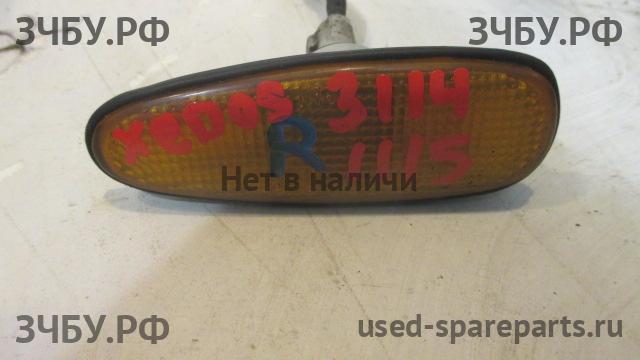 ЗЧБУ.РФ
ЗЧБУ.РФ
xeDos 3114
R 1115
Нет в наличи
ЗЧБУ.РФ
used-spareparts.ru